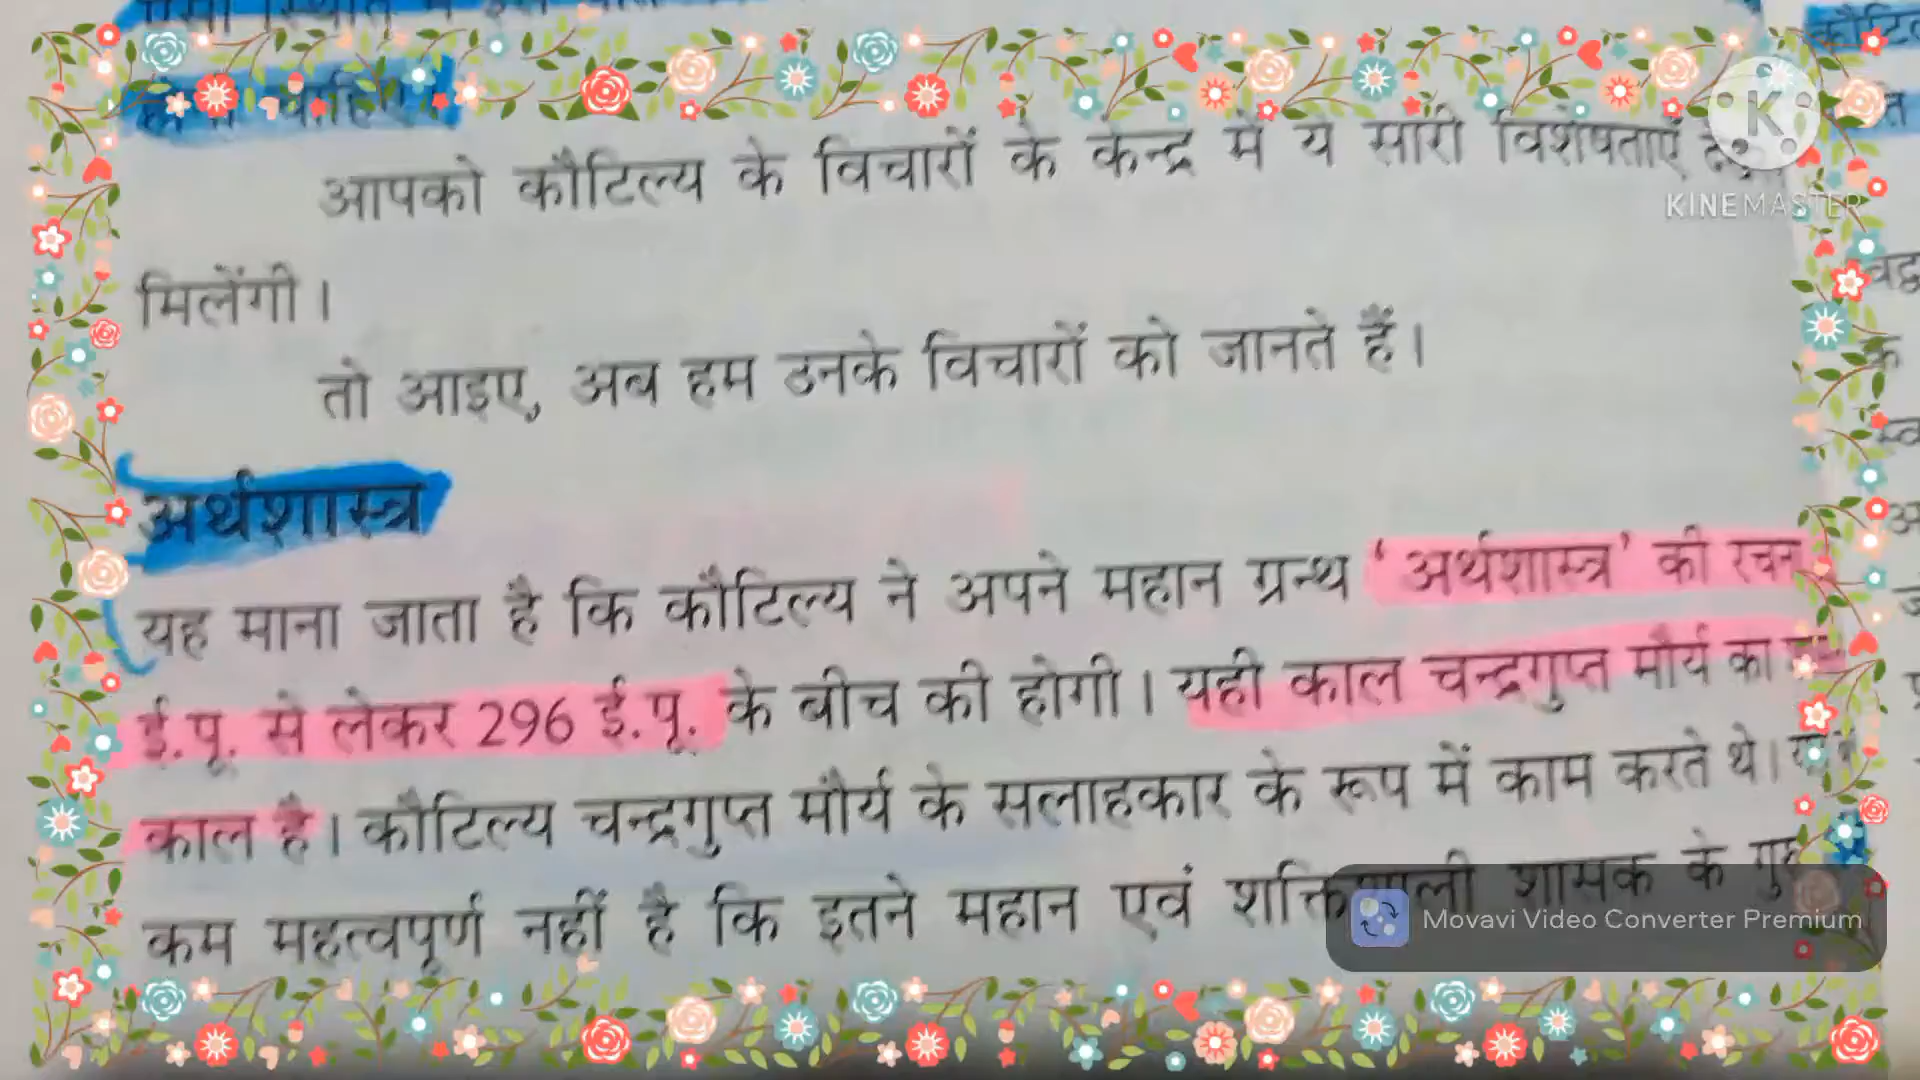 आपको कौटिल्य के विचारों के केन्द्र में ये सारी विशेषताएँ
मिलेंगी।
तो आइए, अब हम उनके विचारों को जानते हैं।
अर्थशास्त्र
यह माना जाता है कि कौटिल्य ने अपने महान ग्रन्थ ‘अर्थशास्त्र’ की
ई.पू. से लेकर 296 ई.पू. के बीच की होगी। यही काल चन्द्रगुप्त मौर्य का
काल है। कौटिल्य चन्द्रगुप्त मौर्य के सलाहकार के रूप में काम करते थे।
कम महत्वपूर्ण नहीं है कि इतने महान एवं शक्तिशाली शासक के
KINEMASTER
Movavi Video Converter Premium